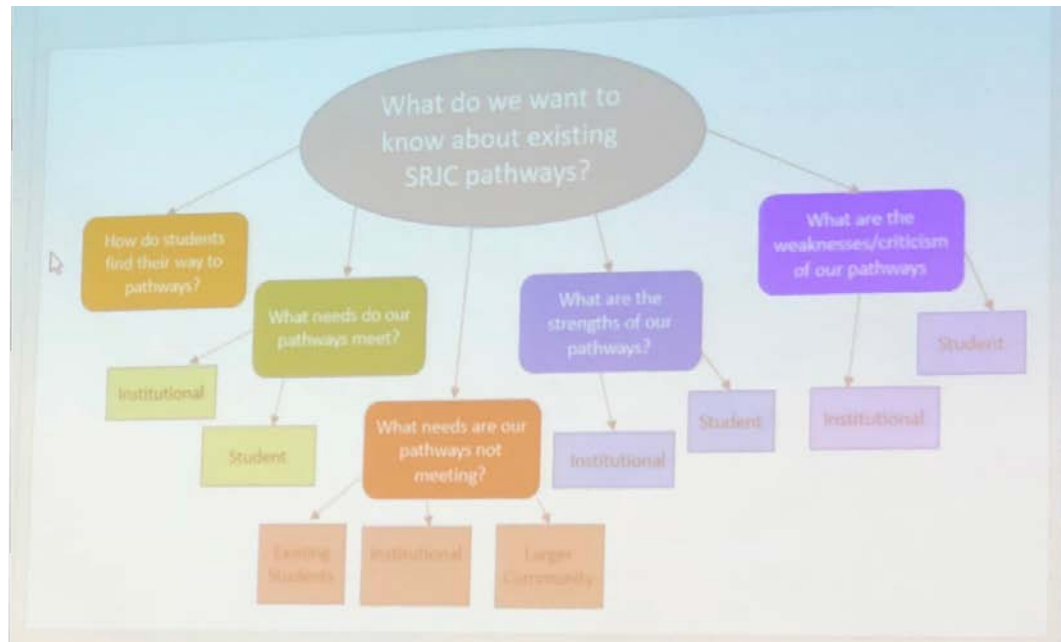 What do we want to
know about existing
SRJC pathways?
How do students
find their way to
pathways?
What needs do our
pathways meet?
Institutional
Student
What needs are our
pathways not
meeting?
Existing
Students
Institutional
Larger
Community
What are the
strengths of our
pathways?
Institutional
Student
What are the
weaknesses/criticism
of our pathways
Institutional
Student